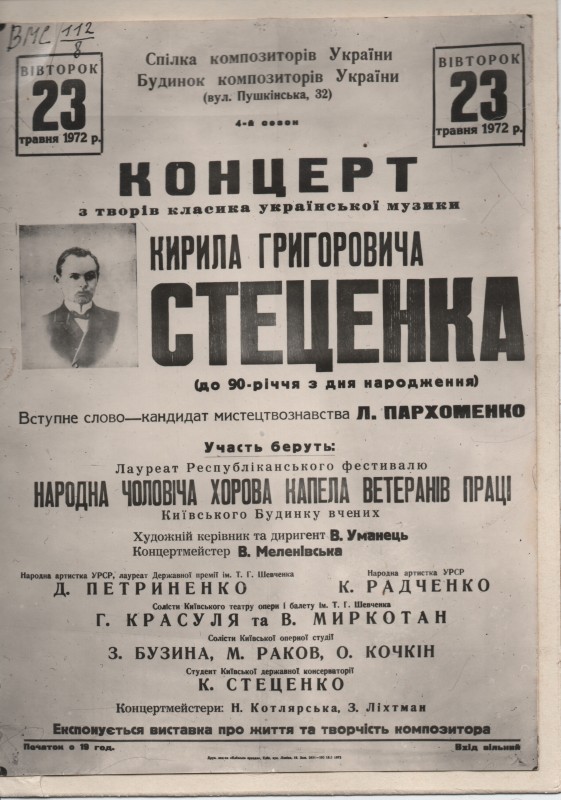 ВМС 112/8
ВІВТОРОК
23
травня 1972 р.
Спілка композиторів України
Будинок композиторів України
(вул. Пушкінська, 32)
4-й сезон
ВІВТОРОК
23
травня 1972 р.
КОНЦЕРТ
з творів класика української музики
КИРИЛА ГРИГОРОВИЧА
СТЕЦЕНКА
(до 90-річчя з дня народження)
Вступне слово—кандидат мистецтвознавства Л. ПАРХОМЕНКО
Участь беруть:
Лауреат Республіканського фестивалю
НАРОДНА ЧОЛОВІЧА ХОРОВА КАПЕЛА ВЕТЕРАНІВ ПРАЦІ
Київського Будинку вчених
Художній керівник та диригент В. Уманець
Концертмейстер В. Меленівська
Народна артистка УРСР, лауреат Державної премії ім. Т. Г. Шевченка
Д. ПЕТРИНЕНКО
Народна артистка УРСР
К. РАДЧЕНКО
Солісти Київського театру опери і балету ім. Т. Г. Шевченка
Г. КРАСУЛЯ та В. МИРКОТАН
Солісти Київської оперної студії
З. БУЗИНА, М. РАКОВ, О. КОЧКІН
Студент Київської державної консерваторії
К. СТЕЦЕНКО
Концертмейстери: Н. Котлярська, З. Ліхтман
Експонується виставка про життя та творчість композитора
Початок о 19 год.
Вхід вільний